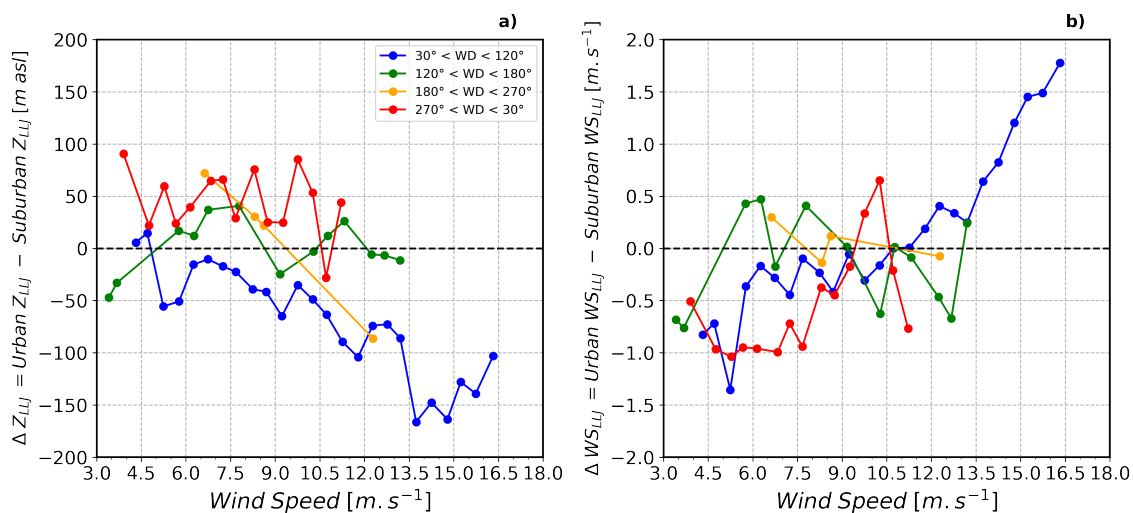 a)
Δ Z_LLJ = Urban Z_LLJ − Suburban Z_LLJ [m asl]
200
150
100
50
0
−50
−100
−150
−200
30° < WD < 120°
120° < WD < 180°
180° < WD < 270°
270° < WD < 30°
3.0 4.5 6.0 7.5 9.0 10.5 12.0 13.5 15.0 16.5 18.0
Wind Speed [m. s⁻¹]
b)
Δ WS_LLJ = Urban WS_LLJ − Suburban WS_LLJ [m. s⁻¹]
2.0
1.5
1.0
0.5
0.0
−0.5
−1.0
−1.5
−2.0
3.0 4.5 6.0 7.5 9.0 10.5 12.0 13.5 15.0 16.5 18.0
Wind Speed [m. s⁻¹]